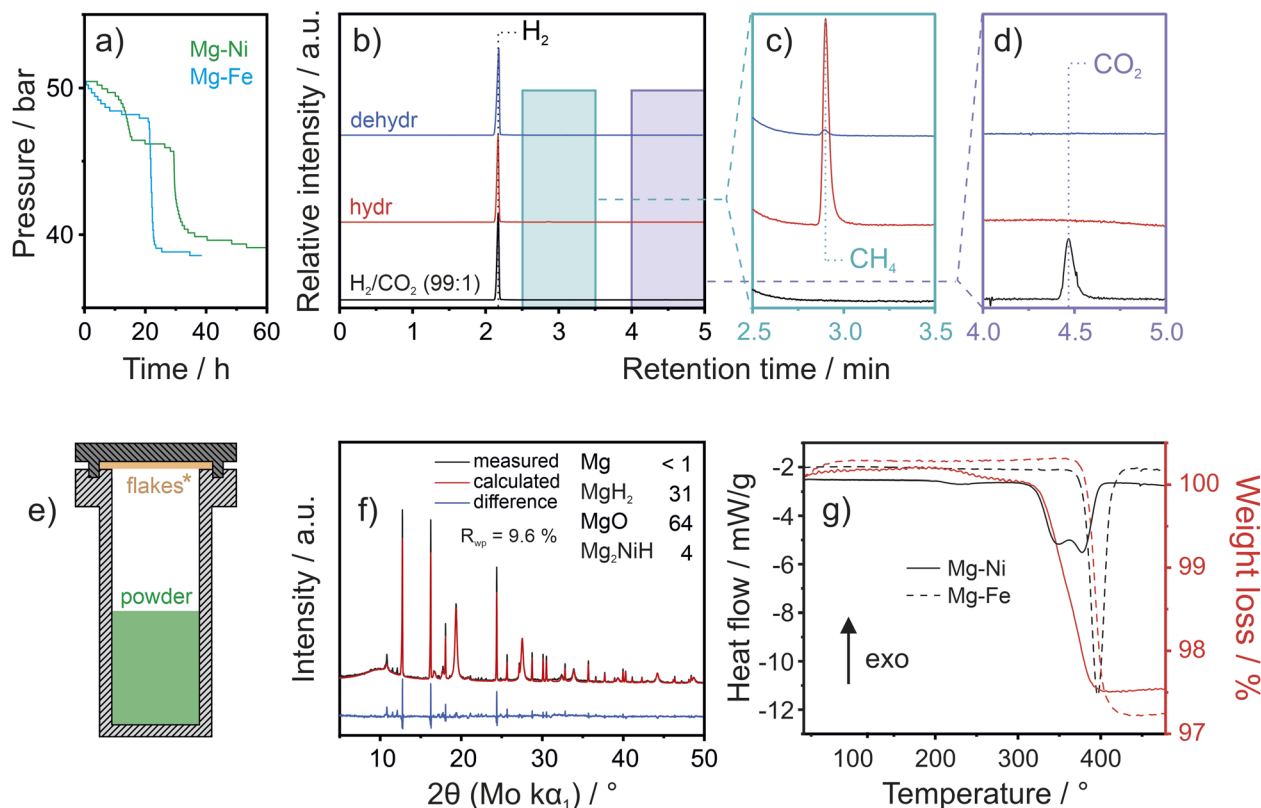 a)
Mg-Ni
Mg-Fe
50
40
Pressure / bar
0 20 40 60
Time / h
b)
H₂
dehydr
hydr
H₂/CO₂ (99:1)
Relative intensity / a.u.
0 1 2 3 4 5
c)
CH₄
2.5 3.0 3.5
d)
CO₂
4.0 4.5 5.0
Retention time / min
e)
flakes*
powder
f)
measured
calculated
difference
R_wp = 9.6 %
Mg < 1
MgH₂ 31
MgO 64
Mg₂NiH 4
Intensity / a.u.
10 20 30 40 50
2θ (Mo kα₁) / °
g)
Mg-Ni
Mg-Fe
exo
-2
-4
-6
-8
-10
-12
Heat flow / mW/g
100 200 300 400
Temperature / °
100
99
98
97
Weight loss / %